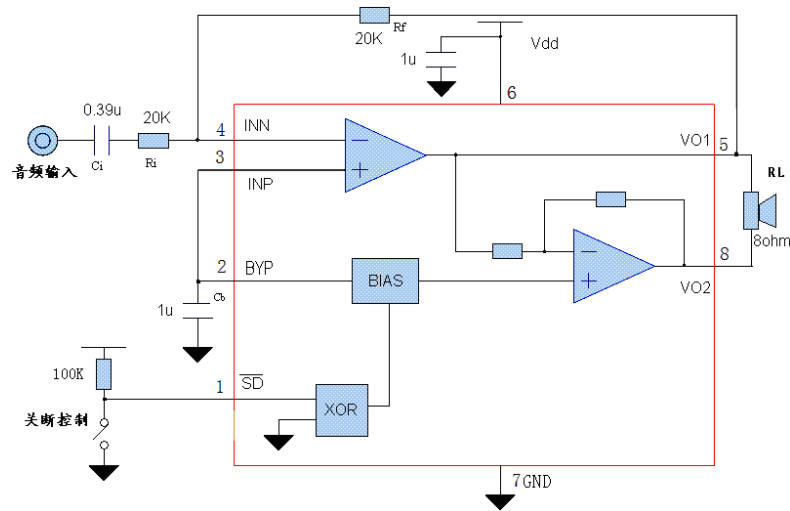 20K
Rf
Vdd
1u
6
0.39u
20K
4
INN
VO1
5
Ci
Ri
3
音频输入
INP
RL
8ohm
2
BYP
BIAS
8
VO2
1u
Cb
100K
1
SD
XOR
关断控制
7GND